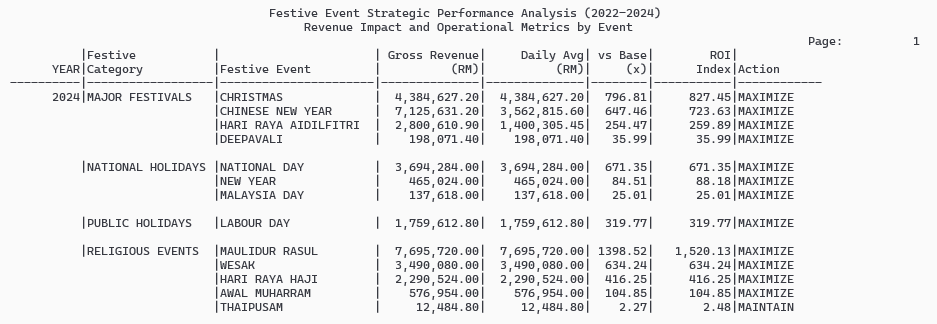 Festive Event Strategic Performance Analysis (2022–2024)
Revenue Impact and Operational Metrics by Event
Page: 1
|Festive | | Gross Revenue| Daily Avg| vs Base| ROI|
YEAR|Category |Festive Event | (RM)| (RM)| (x)| Index|Action
2024|MAJOR FESTIVALS |CHRISTMAS | 4,384,627.20| 4,384,627.20| 796.81| 827.45|MAXIMIZE
|CHINESE NEW YEAR | 7,125,631.20| 3,562,815.60| 647.46| 723.63|MAXIMIZE
|HARI RAYA AIDILFITRI | 2,800,610.90| 1,400,305.45| 254.47| 259.89|MAXIMIZE
|DEEPAVALI | 198,071.40| 198,071.40| 35.99| 35.99|MAXIMIZE
|NATIONAL HOLIDAYS |NATIONAL DAY | 3,694,284.00| 3,694,284.00| 671.35| 671.35|MAXIMIZE
|NEW YEAR | 465,024.00| 465,024.00| 84.51| 88.18|MAXIMIZE
|MALAYSIA DAY | 137,618.00| 137,618.00| 25.01| 25.01|MAXIMIZE
|PUBLIC HOLIDAYS |LABOUR DAY | 1,759,612.80| 1,759,612.80| 319.77| 319.77|MAXIMIZE
|RELIGIOUS EVENTS |MAULIDUR RASUL | 7,695,720.00| 7,695,720.00| 1398.52| 1,520.13|MAXIMIZE
|WESAK | 3,490,080.00| 3,490,080.00| 634.24| 634.24|MAXIMIZE
|HARI RAYA HAJI | 2,290,524.00| 2,290,524.00| 416.25| 416.25|MAXIMIZE
|AWAL MUHARRAM | 576,954.00| 576,954.00| 104.85| 104.85|MAXIMIZE
|THAIPUSAM | 12,484.80| 12,484.80| 2.27| 2.48|MAINTAIN